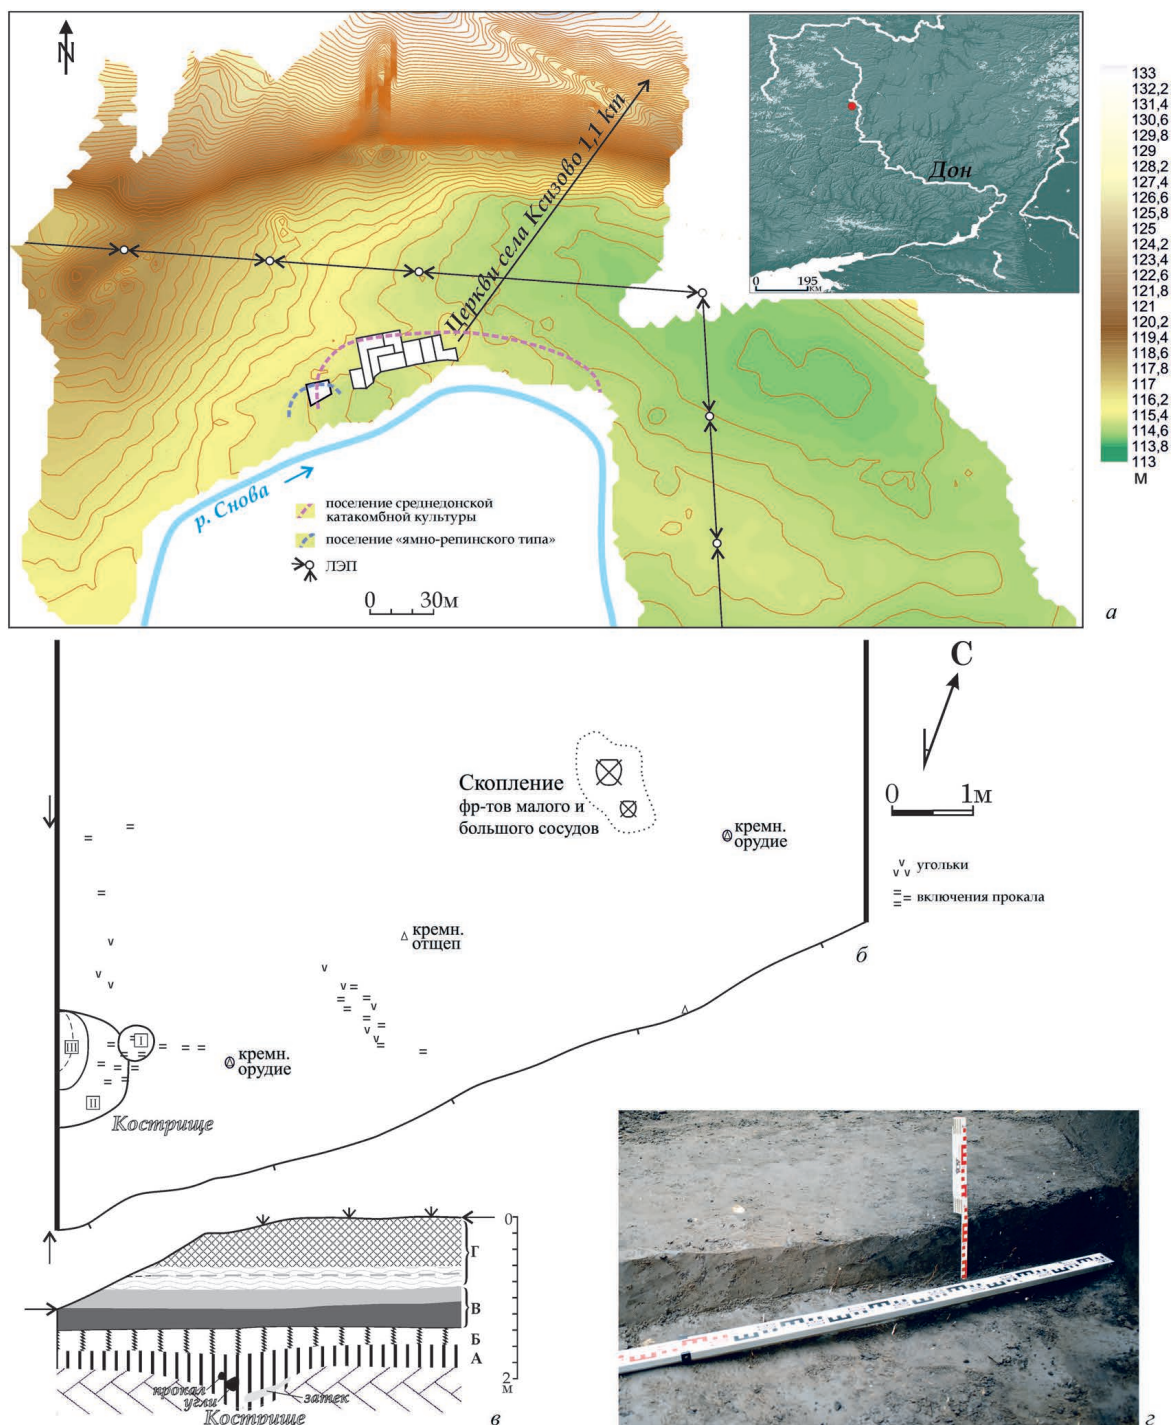 N
Церкви села Ксизово 1,1 km
Дон
0 195
КМ
133
132,2
131,4
130,6
129,8
129
128,2
127,4
126,6
125,8
125
124,2
123,4
122,6
121,8
121
120,2
119,4
118,6
117,8
117
116,2
115,4
114,6
113,8
113
М
р. Снова
поселение среднедонской
катакомбной культуры
поселение «ямно-репинского типа»
ЛЭП
0 30м
а
С
0 1м
Скопление
фр-тов малого и
большого сосудов
кремн.
орудие
угольки
включения прокала
кремн.
отщеп
б
I
III
II
кремн.
орудие
Кострище
0
Г
В
Б
А
2
м
прокал
угли
затек
Кострище
в
г